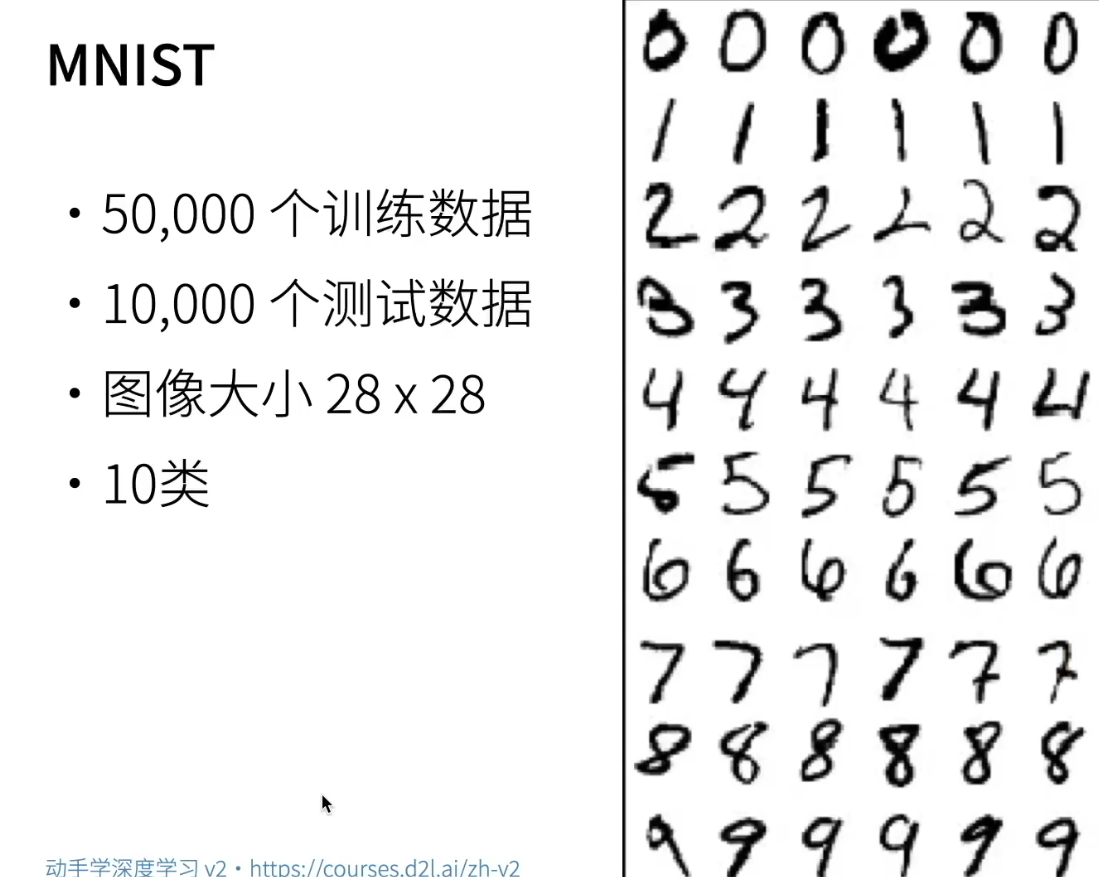 MNIST
• 50,000 个训练数据
• 10,000 个测试数据
• 图像大小 28 x 28
• 10类
动手学深度学习 v2 • https://courses.d2l.ai/zh-v2
0 0 0 0 0 0
1 1 1 1 1 1
2 2 2 2 2 2
3 3 3 3 3 3
4 4 4 4 4 4
5 5 5 5 5 5
6 6 6 6 6 6
7 7 7 7 7 7
8 8 8 8 8 8
9 9 9 9 9 9